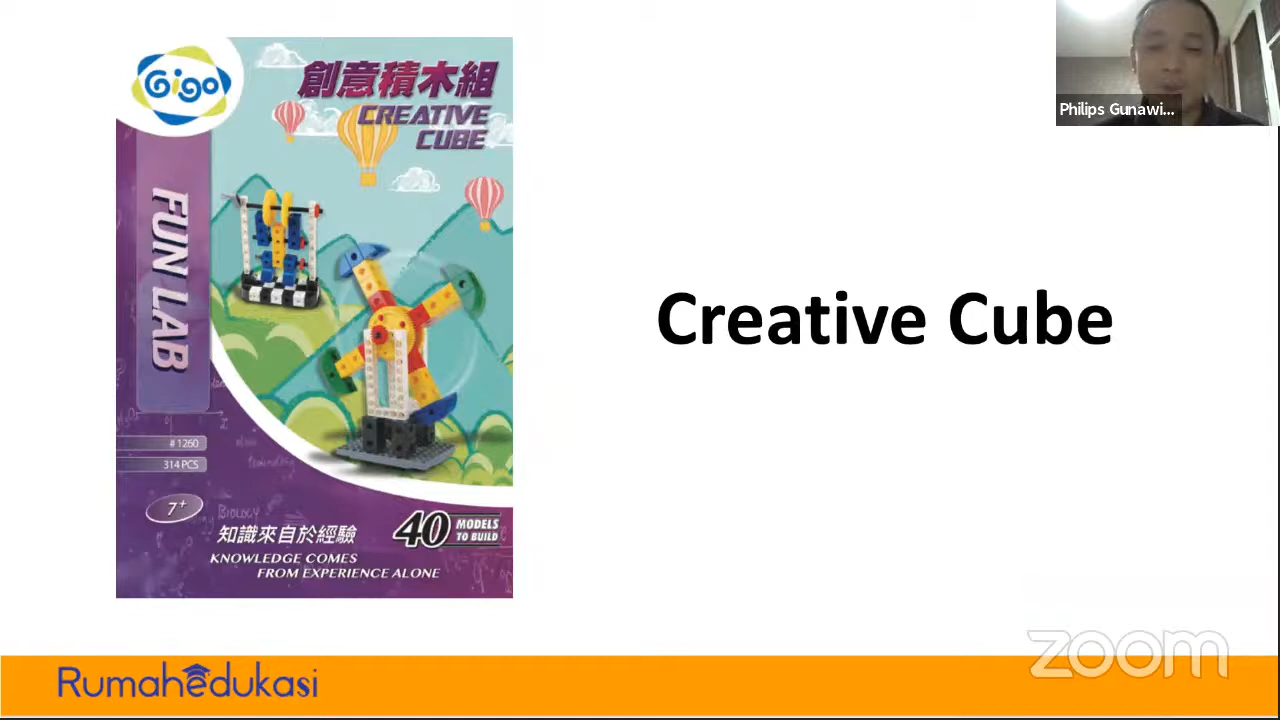 Gigo
創意積木組
CREATIVE
CUBE
FUN LAB
# 1260
314 PCS
7+
BIOLOGY
知識來自於經驗
KNOWLEDGE COMES
FROM EXPERIENCE ALONE
40 MODELS
TO BUILD
Creative Cube
Philips Gunawi...
zoom
RumahEdukasi